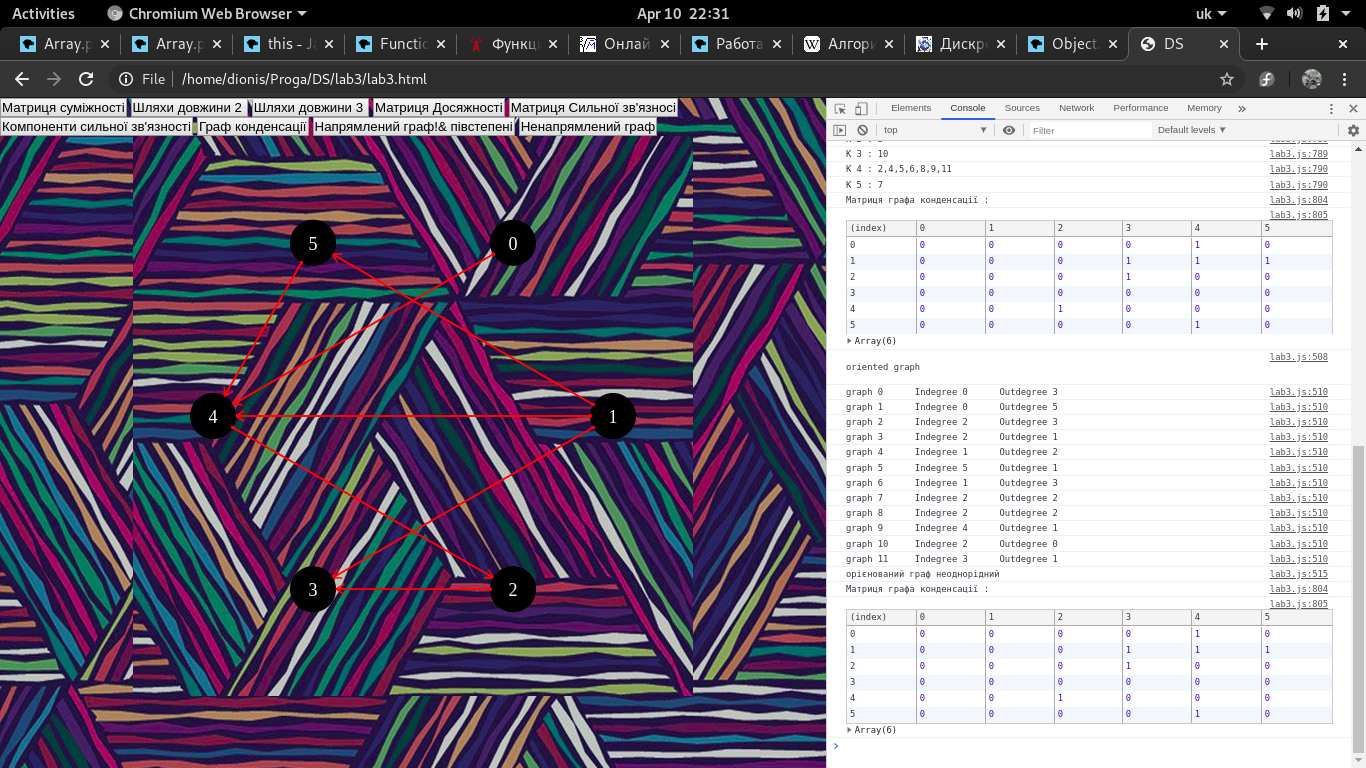 Activities Chromium Web Browser Apr 10 22:31 uk
Array.p Array.p this - Ja Functio Функц Онлай Работа Алгори Дискре Object. DS
File /home/dionis/Proga/DS/lab3/lab3.html
Матриця суміжності Шляхи довжини 2 Шляхи довжини 3 Матриця Досяжності Матриця Сильної зв'язносі
Компоненти сильної зв'язності Граф конденсації Напрямлений граф!& півстепені Ненапрямлений граф
5 0
4 1
3 2
Elements Console Sources Network Performance Memory »
top Filter Default levels
K 3 : 10 lab3.js:789
K 4 : 2,4,5,6,8,9,11 lab3.js:790
K 5 : 7 lab3.js:790
Матриця графа конденсації : lab3.js:804
lab3.js:805
(index) 0 1 2 3 4 5
0 0 0 0 0 1 0
1 0 0 0 1 1 1
2 0 0 0 1 0 0
3 0 0 0 0 0 0
4 0 0 1 0 0 0
5 0 0 0 0 1 0
Array(6)
lab3.js:508
oriented graph
graph 0 Indegree 0 Outdegree 3 lab3.js:510
graph 1 Indegree 0 Outdegree 5 lab3.js:510
graph 2 Indegree 2 Outdegree 3 lab3.js:510
graph 3 Indegree 2 Outdegree 1 lab3.js:510
graph 4 Indegree 1 Outdegree 2 lab3.js:510
graph 5 Indegree 5 Outdegree 1 lab3.js:510
graph 6 Indegree 1 Outdegree 3 lab3.js:510
graph 7 Indegree 2 Outdegree 2 lab3.js:510
graph 8 Indegree 2 Outdegree 2 lab3.js:510
graph 9 Indegree 4 Outdegree 1 lab3.js:510
graph 10 Indegree 2 Outdegree 0 lab3.js:510
graph 11 Indegree 3 Outdegree 1 lab3.js:510
орієнований граф неоднорідний lab3.js:515
Матриця графа конденсації : lab3.js:804
lab3.js:805
(index) 0 1 2 3 4 5
0 0 0 0 0 1 0
1 0 0 0 1 1 1
2 0 0 0 1 0 0
3 0 0 0 0 0 0
4 0 0 1 0 0 0
5 0 0 0 0 1 0
Array(6)